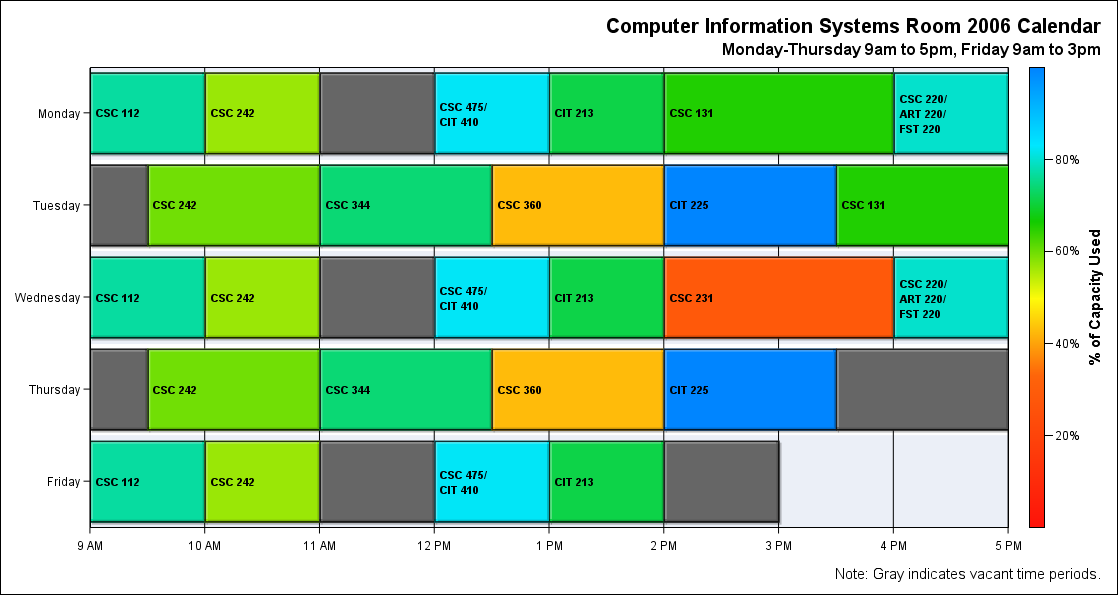 Computer Information Systems Room 2006 Calendar
Monday-Thursday 9am to 5pm, Friday 9am to 3pm
Monday
CSC 112
CSC 242
CSC 475/
CIT 410
CIT 213
CSC 131
CSC 220/
ART 220/
FST 220
Tuesday
CSC 242
CSC 344
CSC 360
CIT 225
CSC 131
Wednesday
CSC 112
CSC 242
CSC 475/
CIT 410
CIT 213
CSC 231
CSC 220/
ART 220/
FST 220
Thursday
CSC 242
CSC 344
CSC 360
CIT 225
Friday
CSC 112
CSC 242
CSC 475/
CIT 410
CIT 213
9 AM
10 AM
11 AM
12 PM
1 PM
2 PM
3 PM
4 PM
5 PM
80%
60%
40%
20%
% of Capacity Used
Note: Gray indicates vacant time periods.